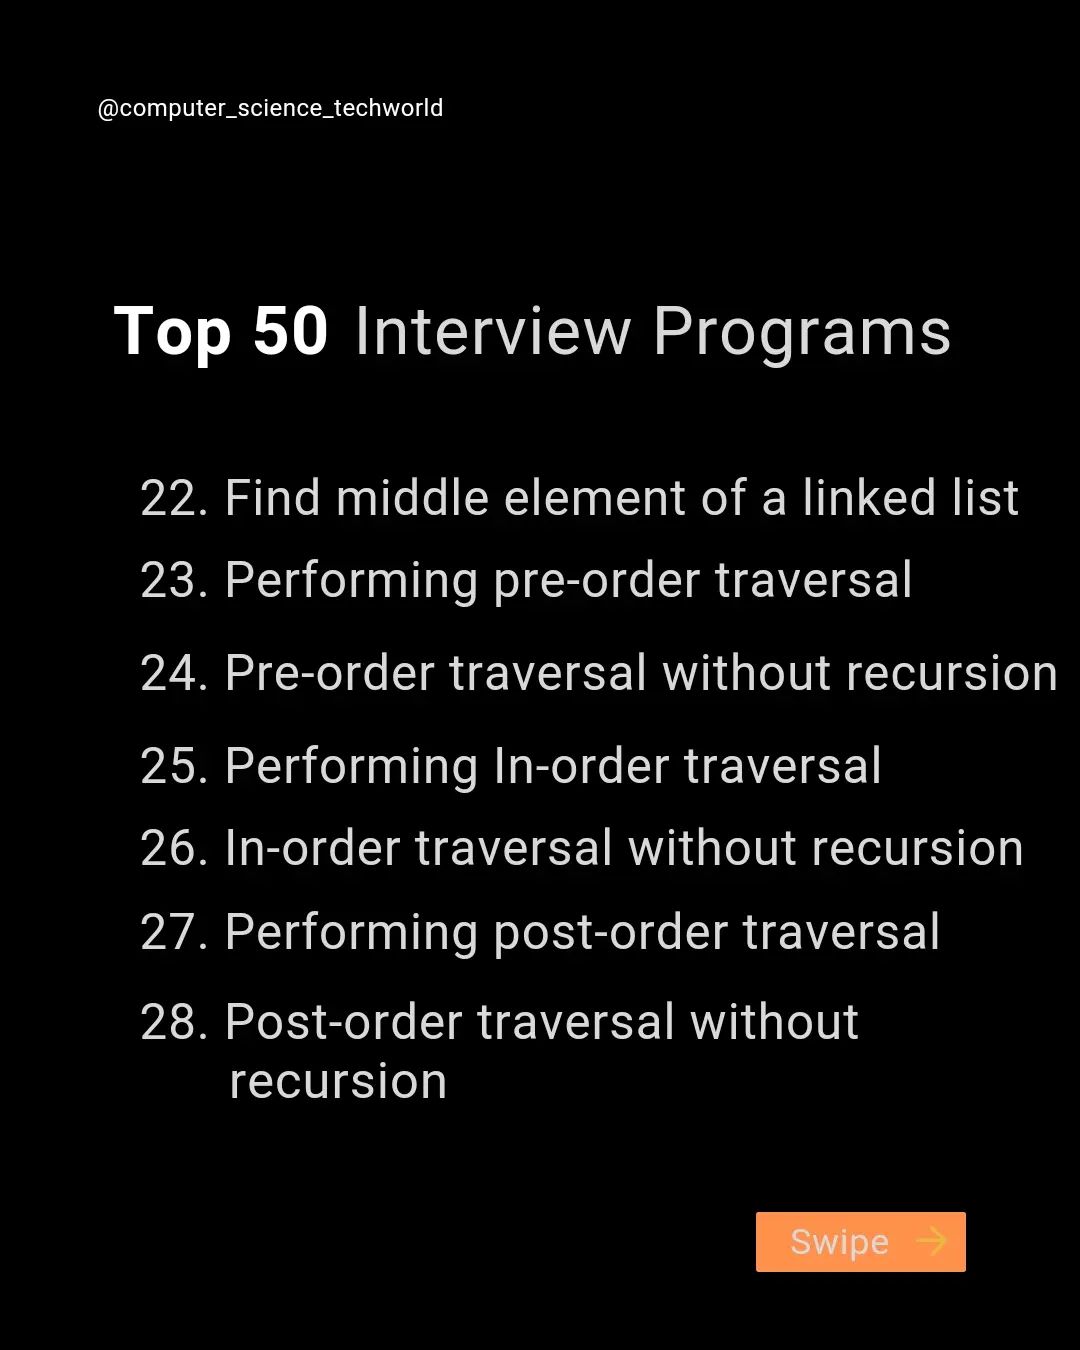 @computer_science_techworld
Top 50 Interview Programs
22. Find middle element of a linked list
23. Performing pre-order traversal
24. Pre-order traversal without recursion
25. Performing In-order traversal
26. In-order traversal without recursion
27. Performing post-order traversal
28. Post-order traversal without
recursion
Swipe →